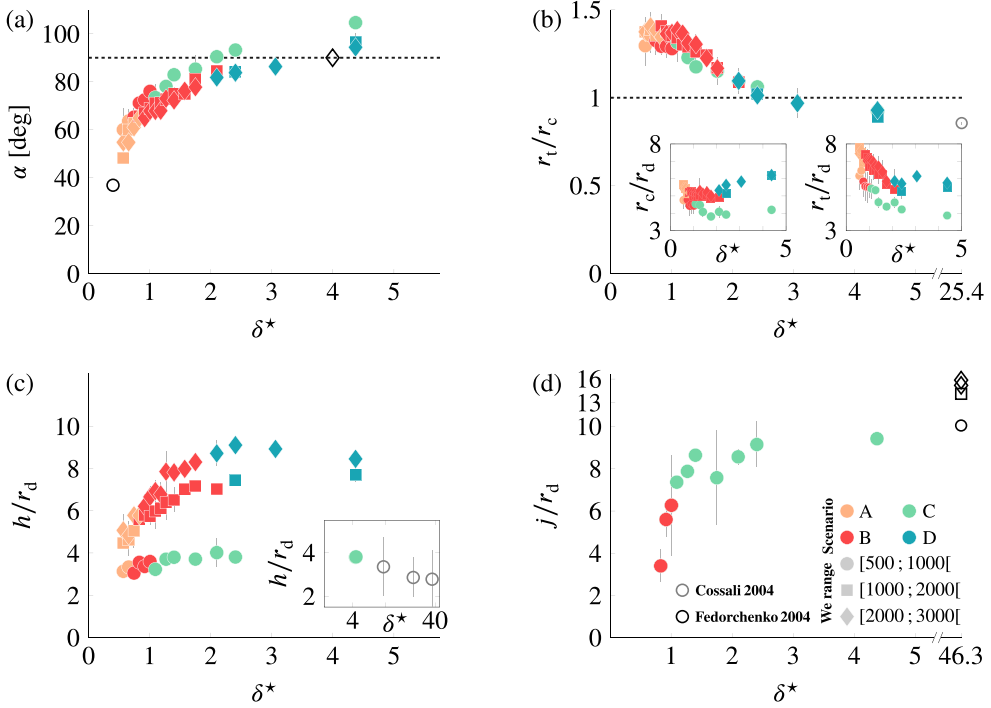 (a)
100
80
60
40
20
0
α [deg]
0 1 2 3 4 5
δ⋆
(b)
1.5
1
0.5
0
r_t/r_c
8
3
r_c/r_d
0 5
δ⋆
8
3
r_t/r_d
0 5
δ⋆
0 1 2 3 4 5 25.4
δ⋆
(c)
10
8
6
4
2
0
h/r_d
4
2
h/r_d
4 40
δ⋆
0 1 2 3 4 5
δ⋆
(d)
16
13
10
8
6
4
2
0
j/r_d
Scenario
A C
B D
We range
[500 ; 1000[
[1000 ; 2000[
[2000 ; 3000[
Cossali 2004
Fedorchenko 2004
1 2 3 4 5 46.3
δ⋆